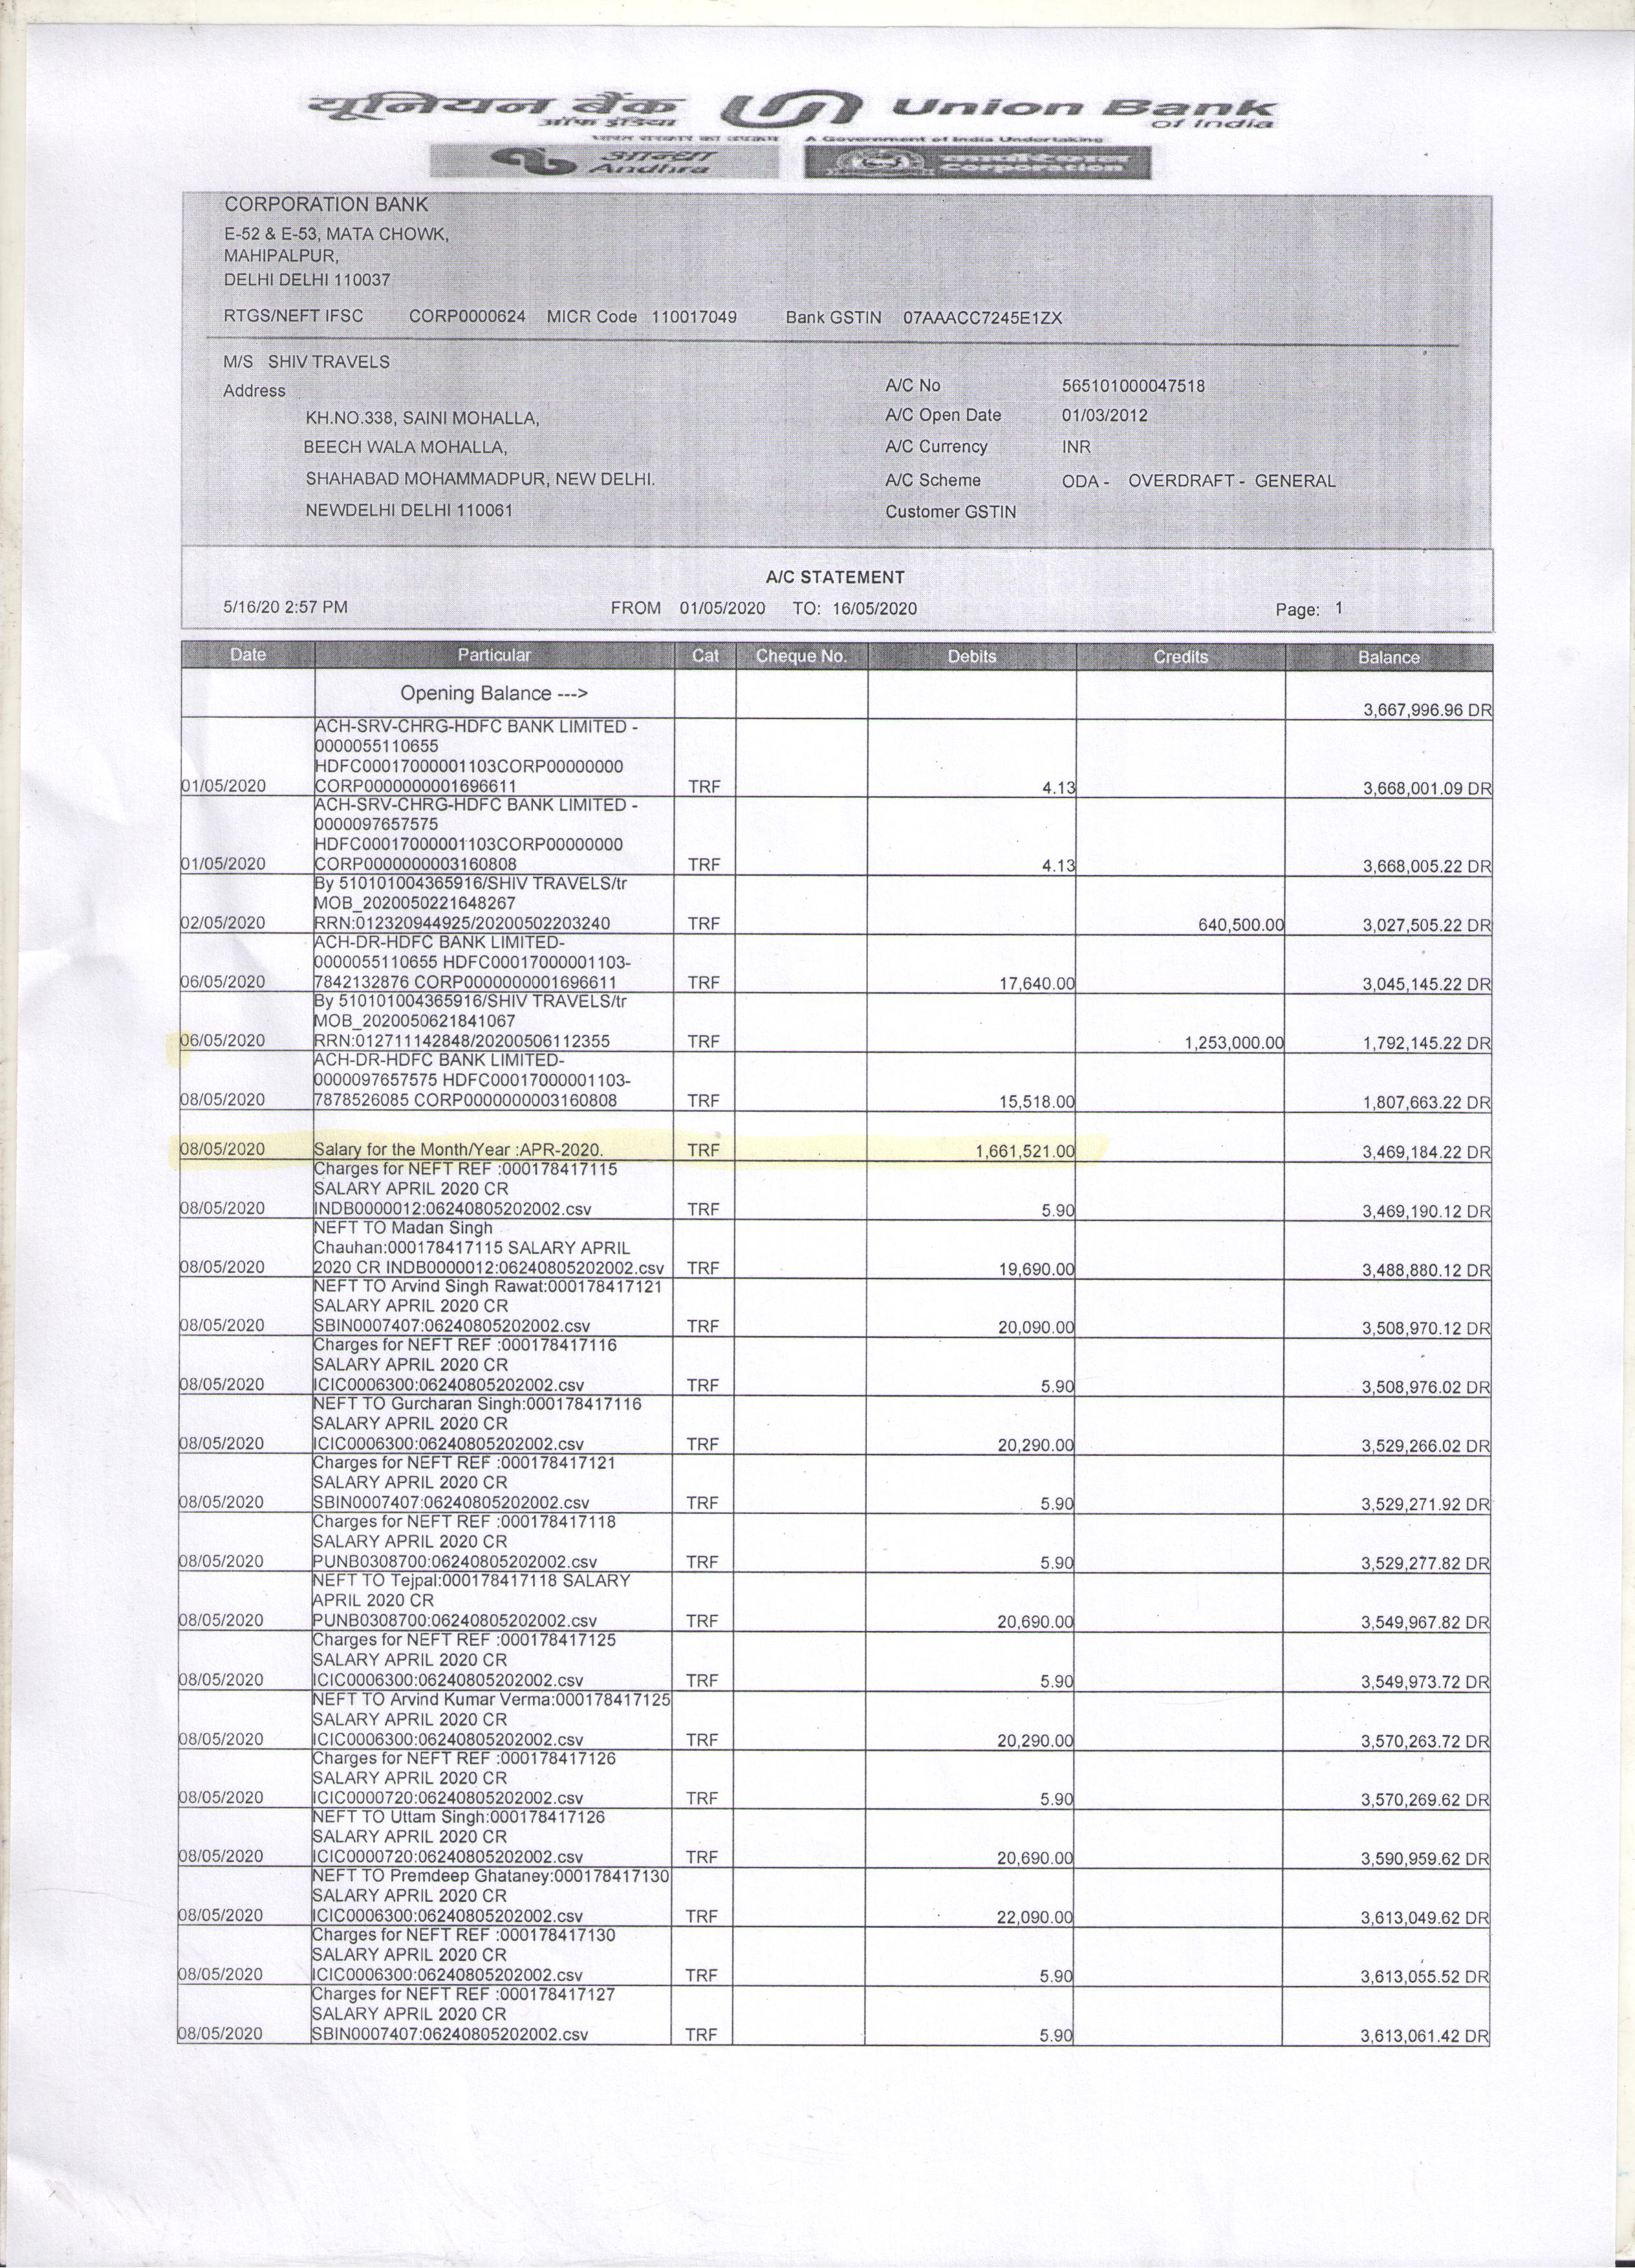 यूनियन बैंक Union Bank
ऑफ इंडिया of India
भारत सरकार का उपक्रम A Government of India Undertaking
आन्ध्रा Andhra कार्पोरेशन Corporation
CORPORATION BANK
E-52 & E-53, MATA CHOWK,
MAHIPALPUR,
DELHI DELHI 110037
RTGS/NEFT IFSC CORP0000624 MICR Code 110017049 Bank GSTIN 07AAACC7245E1ZX
M/S SHIV TRAVELS
Address
A/C No 565101000047518
KH.NO.338, SAINI MOHALLA,
A/C Open Date 01/03/2012
BEECH WALA MOHALLA,
A/C Currency INR
SHAHABAD MOHAMMADPUR, NEW DELHI.
A/C Scheme ODA - OVERDRAFT - GENERAL
NEWDELHI DELHI 110061
Customer GSTIN
A/C STATEMENT
5/16/20 2:57 PM FROM 01/05/2020 TO: 16/05/2020 Page: 1
Date Particular Cat Cheque No. Debits Credits Balance
Opening Balance --->
3,667,996.96 DR
ACH-SRV-CHRG-HDFC BANK LIMITED -
0000055110655
HDFC00017000001103CORP00000000
01/05/2020 CORP0000000001696611 TRF 4.13 3,668,001.09 DR
ACH-SRV-CHRG-HDFC BANK LIMITED -
0000097657575
HDFC00017000001103CORP00000000
01/05/2020 CORP0000000003160808 TRF 4.13 3,668,005.22 DR
By 510101004365916/SHIV TRAVELS/tr
MOB_2020050221648267
02/05/2020 RRN:012320944925/20200502203240 TRF 640,500.00 3,027,505.22 DR
ACH-DR-HDFC BANK LIMITED-
0000055110655 HDFC00017000001103-
06/05/2020 7842132876 CORP0000000001696611 TRF 17,640.00 3,045,145.22 DR
By 510101004365916/SHIV TRAVELS/tr
MOB_2020050621841067
06/05/2020 RRN:012711142848/20200506112355 TRF 1,253,000.00 1,792,145.22 DR
ACH-DR-HDFC BANK LIMITED-
0000097657575 HDFC00017000001103-
08/05/2020 7878526085 CORP0000000003160808 TRF 15,518.00 1,807,663.22 DR
08/05/2020 Salary for the Month/Year :APR-2020. TRF 1,661,521.00 3,469,184.22 DR
Charges for NEFT REF :000178417115
SALARY APRIL 2020 CR
08/05/2020 INDB0000012:06240805202002.csv TRF 5.90 3,469,190.12 DR
NEFT TO Madan Singh
Chauhan:000178417115 SALARY APRIL
08/05/2020 2020 CR INDB0000012:06240805202002.csv TRF 19,690.00 3,488,880.12 DR
NEFT TO Arvind Singh Rawat:000178417121
SALARY APRIL 2020 CR
08/05/2020 SBIN0007407:06240805202002.csv TRF 20,090.00 3,508,970.12 DR
Charges for NEFT REF :000178417116
SALARY APRIL 2020 CR
08/05/2020 ICIC0006300:06240805202002.csv TRF 5.90 3,508,976.02 DR
NEFT TO Gurcharan Singh:000178417116
SALARY APRIL 2020 CR
08/05/2020 ICIC0006300:06240805202002.csv TRF 20,290.00 3,529,266.02 DR
Charges for NEFT REF :000178417121
SALARY APRIL 2020 CR
08/05/2020 SBIN0007407:06240805202002.csv TRF 5.90 3,529,271.92 DR
Charges for NEFT REF :000178417118
SALARY APRIL 2020 CR
08/05/2020 PUNB0308700:06240805202002.csv TRF 5.90 3,529,277.82 DR
NEFT TO Tejpal:000178417118 SALARY
APRIL 2020 CR
08/05/2020 PUNB0308700:06240805202002.csv TRF 20,690.00 3,549,967.82 DR
Charges for NEFT REF :000178417125
SALARY APRIL 2020 CR
08/05/2020 ICIC0006300:06240805202002.csv TRF 5.90 3,549,973.72 DR
NEFT TO Arvind Kumar Verma:000178417125
SALARY APRIL 2020 CR
08/05/2020 ICIC0006300:06240805202002.csv TRF 20,290.00 3,570,263.72 DR
Charges for NEFT REF :000178417126
SALARY APRIL 2020 CR
08/05/2020 ICIC0000720:06240805202002.csv TRF 5.90 3,570,269.62 DR
NEFT TO Uttam Singh:000178417126
SALARY APRIL 2020 CR
08/05/2020 ICIC0000720:06240805202002.csv TRF 20,690.00 3,590,959.62 DR
NEFT TO Premdeep Ghataney:000178417130
SALARY APRIL 2020 CR
08/05/2020 ICIC0006300:06240805202002.csv TRF 22,090.00 3,613,049.62 DR
Charges for NEFT REF :000178417130
SALARY APRIL 2020 CR
08/05/2020 ICIC0006300:06240805202002.csv TRF 5.90 3,613,055.52 DR
Charges for NEFT REF :000178417127
SALARY APRIL 2020 CR
08/05/2020 SBIN0007407:06240805202002.csv TRF 5.90 3,613,061.42 DR